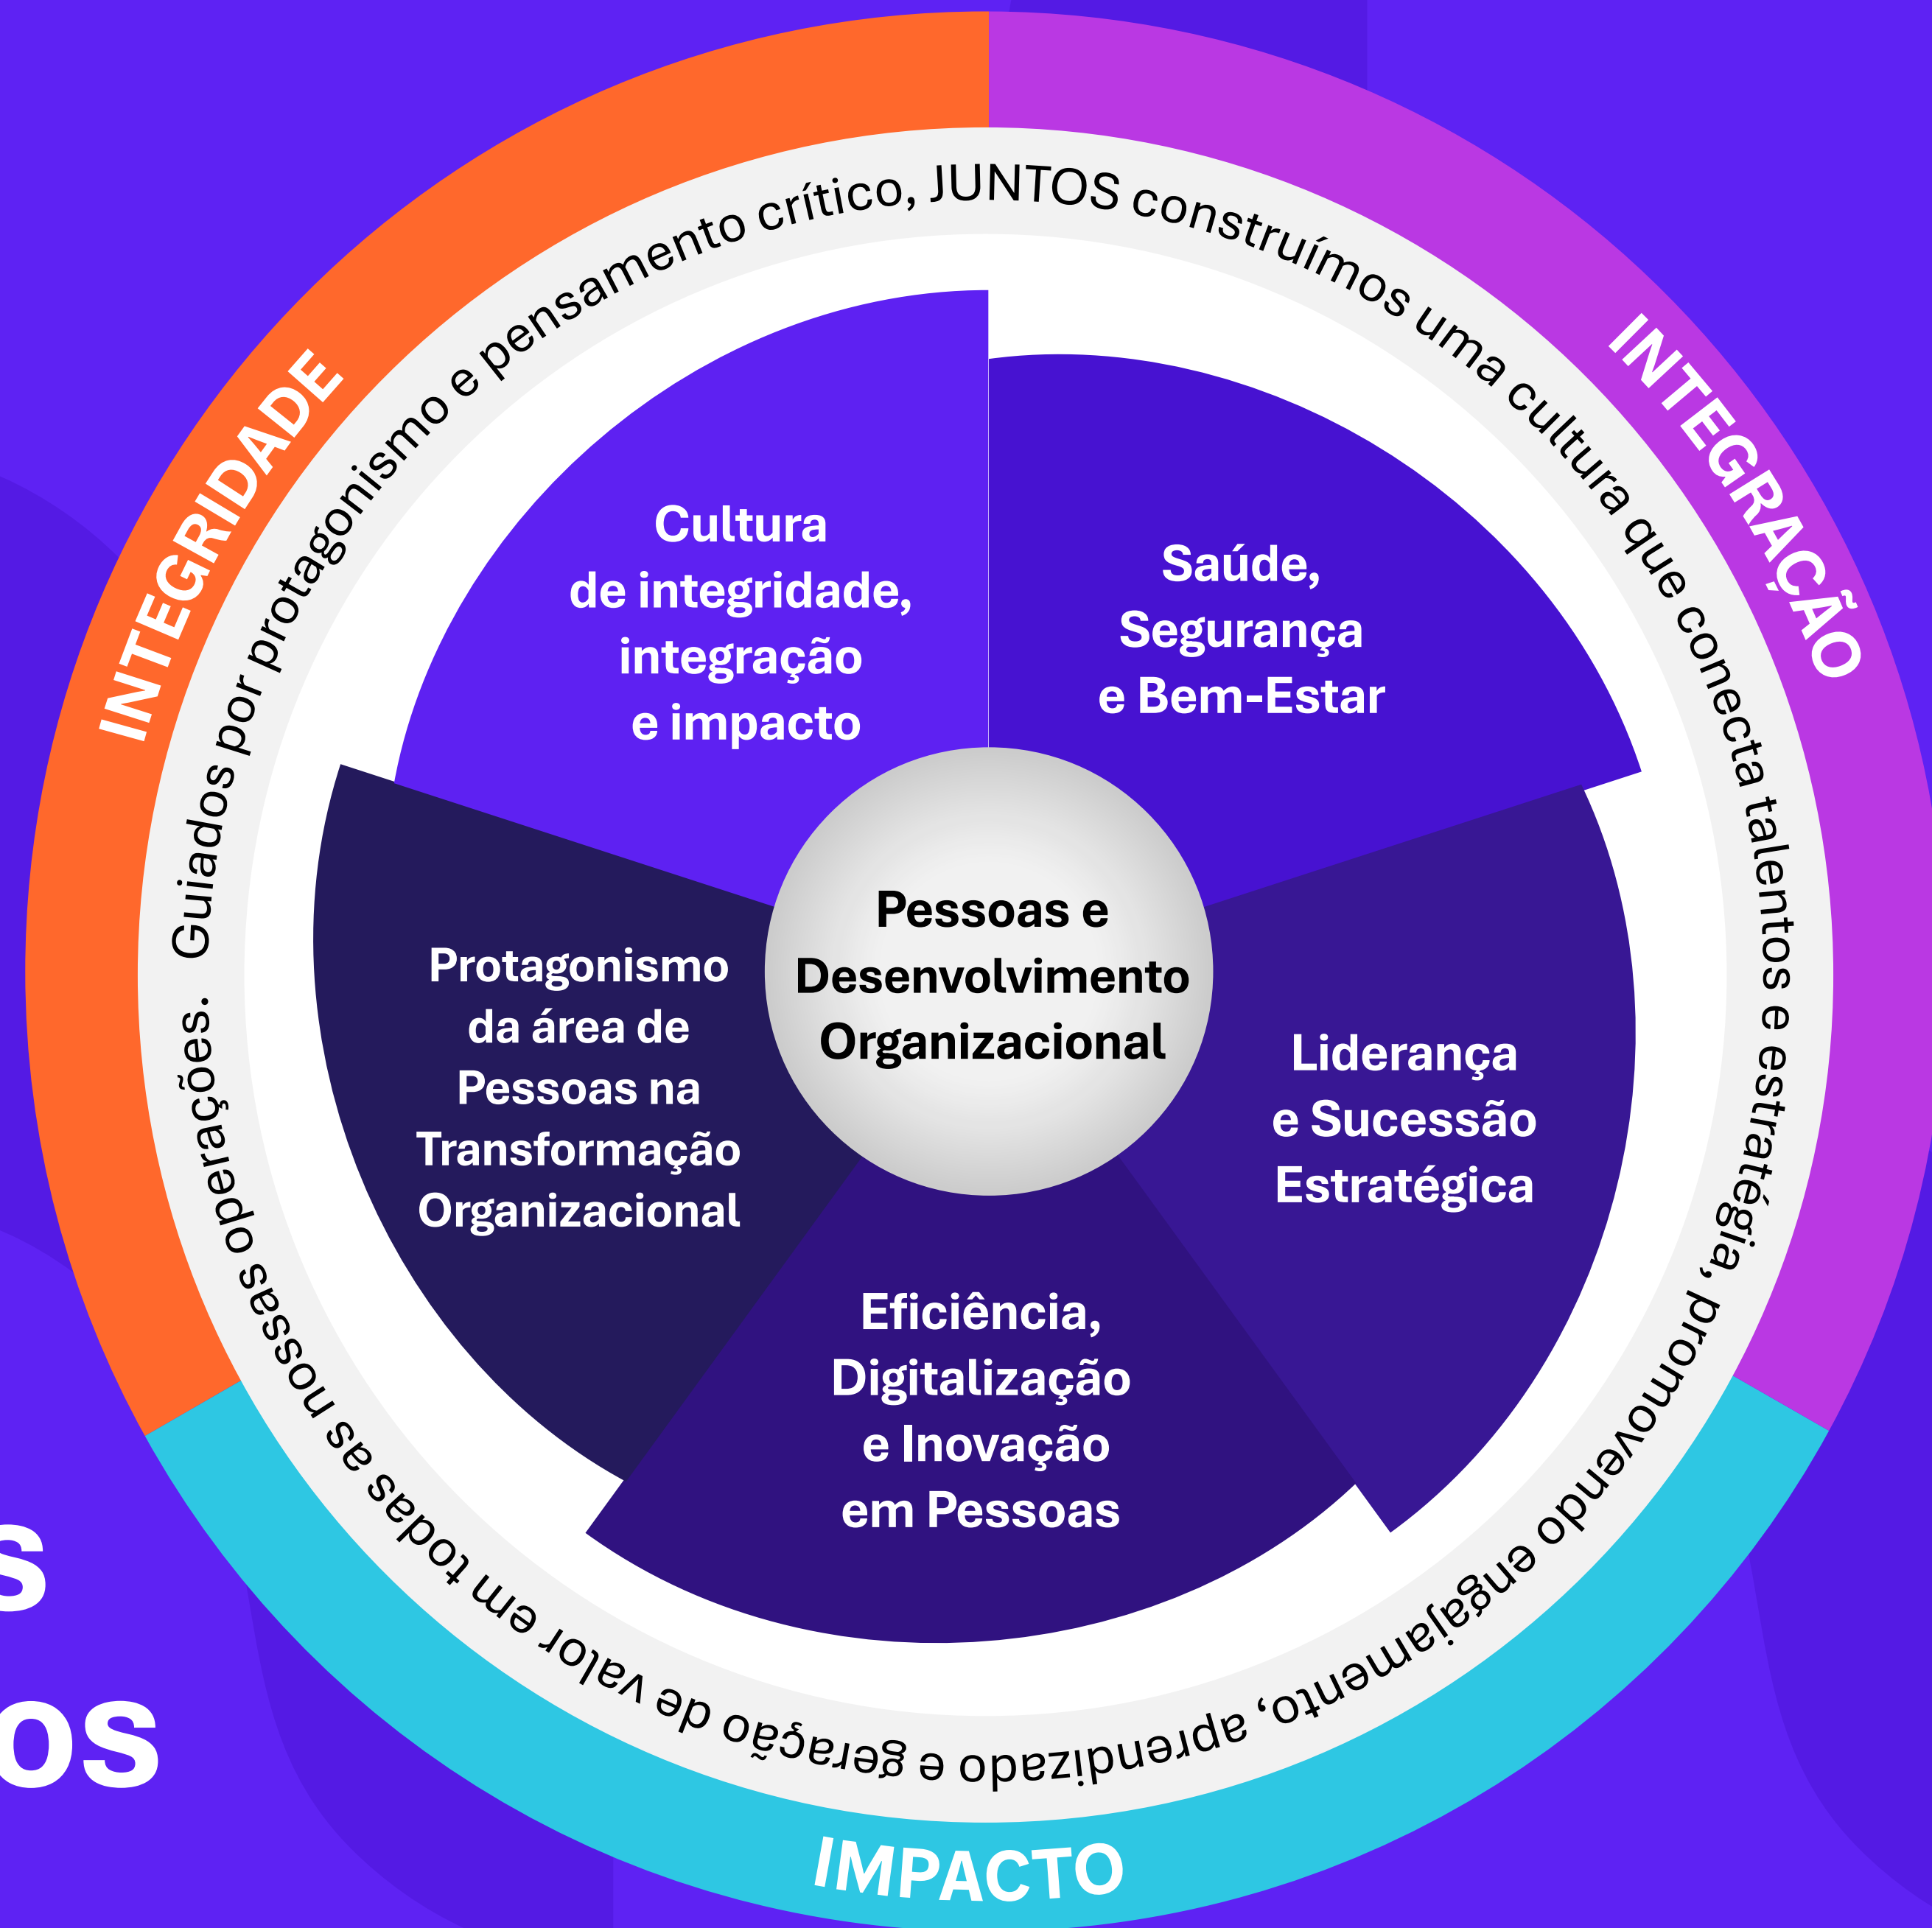 INTEGRIDADE
INTEGRAÇÃO
IMPACTO
Guiados por protagonismo e pensamento crítico, JUNTOS construímos uma cultura que conecta talentos e estratégia, promovendo engajamento, aprendizado e geração de valor em todas as nossas operações.
Cultura
de integridade,
integração
e impacto
Saúde,
Segurança
e Bem-Estar
Liderança
e Sucessão
Estratégica
Eficiência,
Digitalização
e Inovação
em Pessoas
Protagonismo
da área de
Pessoas na
Transformação
Organizacional
Pessoas e
Desenvolvimento
Organizacional